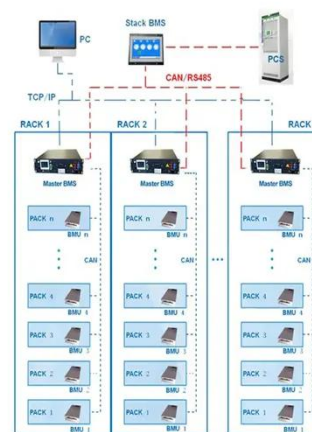 PC
Stack BMS
PCS
CAN/RS485
TCP/IP
RACK 1
RACK 2
RACK
Master BMS
Master BMS
Master BMS
PACK n
BMU n
PACK n
BMU n
PACK n
BMU n
CAN
CAN
CAN
PACK 4
BMU 4
PACK 4
BMU 4
PACK 4
BMU 4
PACK 3
BMU 3
PACK 3
BMU 3
PACK 3
BMU 3
PACK 2
BMU 2
PACK 2
BMU 2
PACK 2
BMU 2
PACK 1
BMU 1
PACK 1
BMU 1
PACK 1
BMU 1